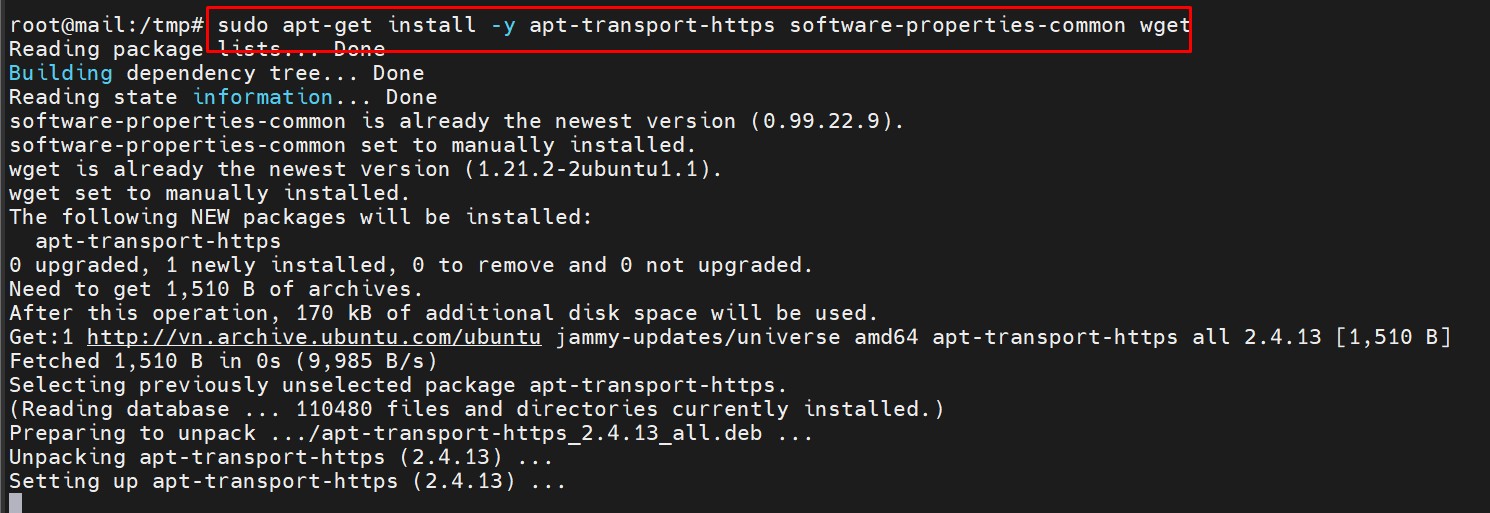 root@mail:/tmp# sudo apt-get install -y apt-transport-https software-properties-common wget
Reading package lists... Done
Building dependency tree... Done
Reading state information... Done
software-properties-common is already the newest version (0.99.22.9).
software-properties-common set to manually installed.
wget is already the newest version (1.21.2-2ubuntu1.1).
wget set to manually installed.
The following NEW packages will be installed:
  apt-transport-https
0 upgraded, 1 newly installed, 0 to remove and 0 not upgraded.
Need to get 1,510 B of archives.
After this operation, 170 kB of additional disk space will be used.
Get:1 http://vn.archive.ubuntu.com/ubuntu jammy-updates/universe amd64 apt-transport-https all 2.4.13 [1,510 B]
Fetched 1,510 B in 0s (9,985 B/s)
Selecting previously unselected package apt-transport-https.
(Reading database ... 110480 files and directories currently installed.)
Preparing to unpack .../apt-transport-https_2.4.13_all.deb ...
Unpacking apt-transport-https (2.4.13) ...
Setting up apt-transport-https (2.4.13) ...